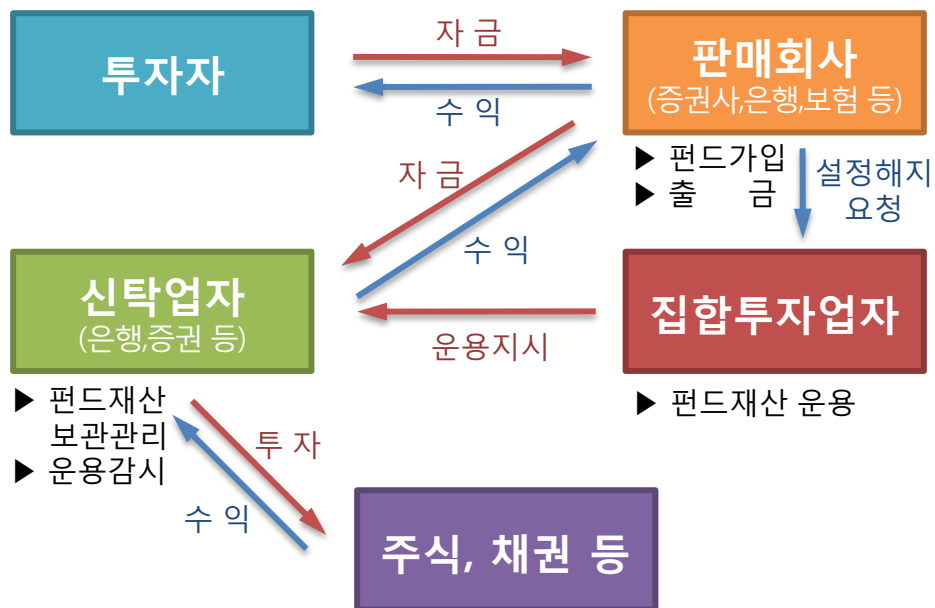 투자자
자 금
수 익
판매회사
(증권사,은행,보험 등)
▶ 펀드가입
▶ 출 금
설정해지
요청
자 금
수 익
신탁업자
(은행,증권 등)
운용지시
집합투자업자
▶ 펀드재산
보관관리
▶ 운용감시
▶ 펀드재산 운용
투 자
수 익
주식, 채권 등